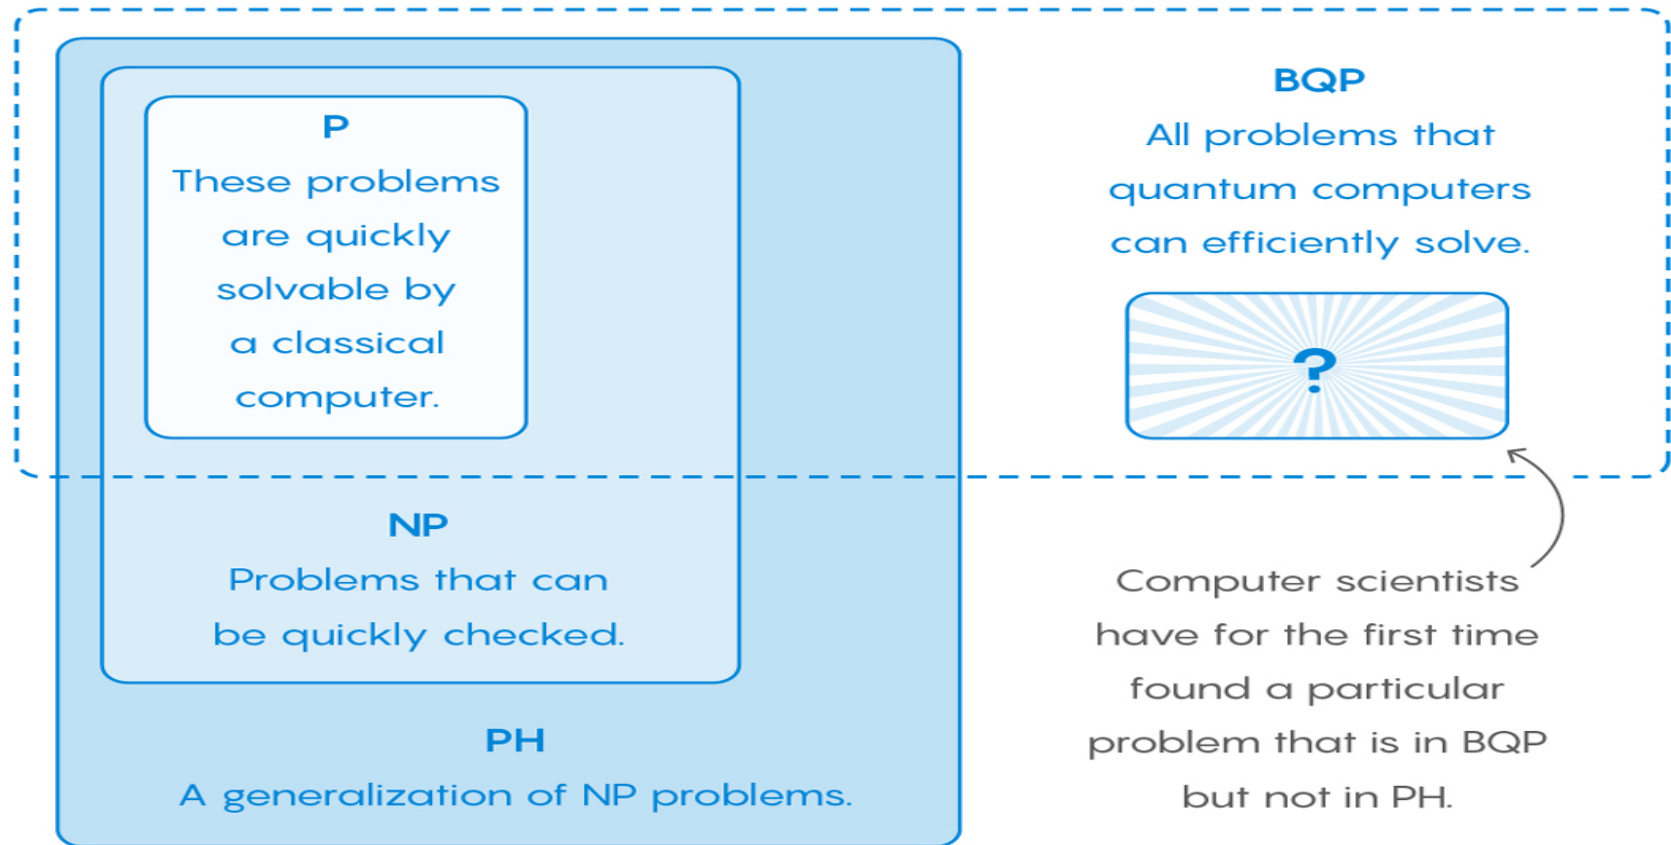 P
These problems
are quickly
solvable by
a classical
computer.
NP
Problems that can
be quickly checked.
PH
A generalization of NP problems.
BQP
All problems that
quantum computers
can efficiently solve.
?
Computer scientists
have for the first time
found a particular
problem that is in BQP
but not in PH.